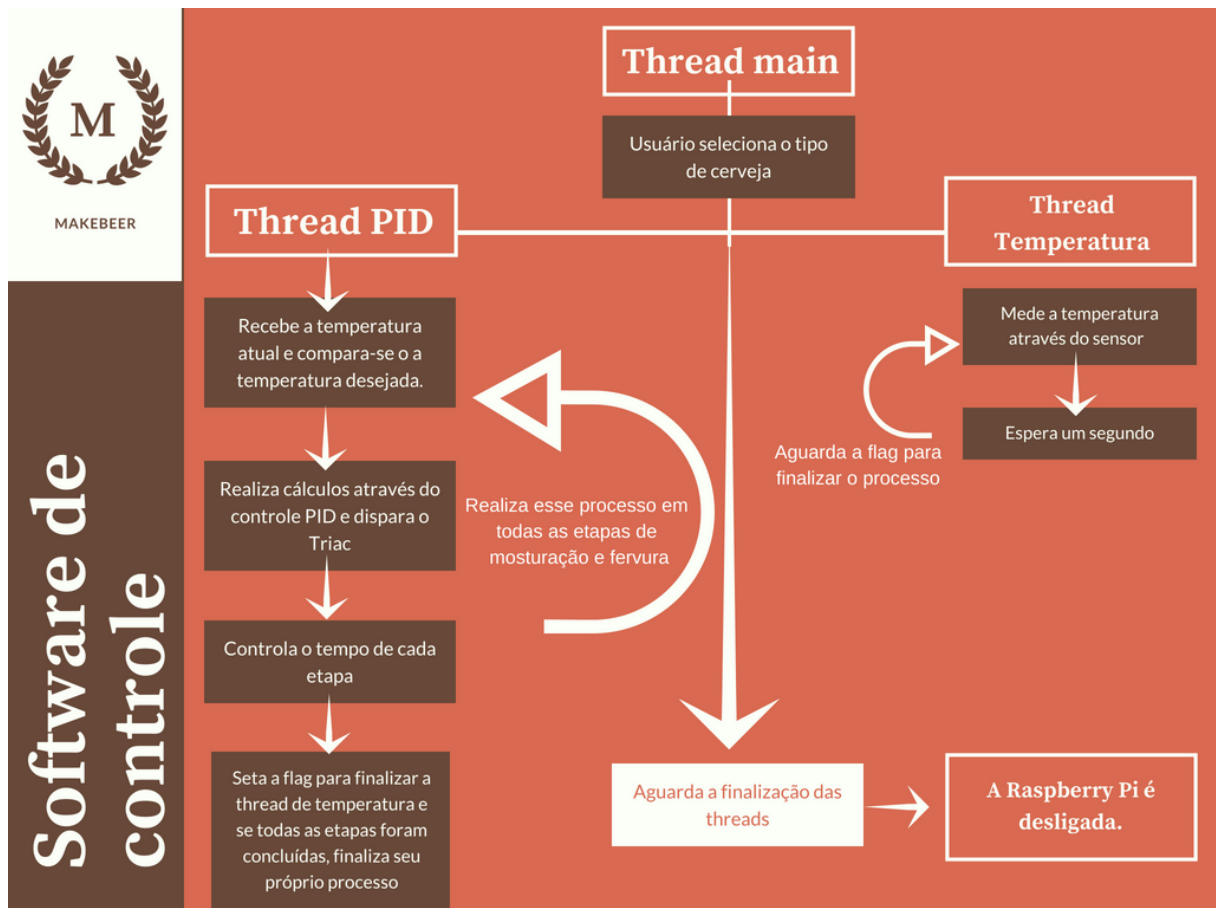 M
MAKEBEER
Software de
controle
Thread main
Usuário seleciona o tipo
de cerveja
Thread PID
Recebe a temperatura
atual e compara-se o a
temperatura desejada.
Realiza cálculos através do
controle PID e dispara o
Triac
Controla o tempo de cada
etapa
Seta a flag para finalizar a
thread de temperatura e
se todas as etapas foram
concluídas, finaliza seu
próprio processo
Realiza esse processo em
todas as etapas de
mosturação e fervura
Thread
Temperatura
Mede a temperatura
através do sensor
Espera um segundo
Aguarda a flag para
finalizar o processo
Aguarda a finalização das
threads
A Raspberry Pi é
desligada.